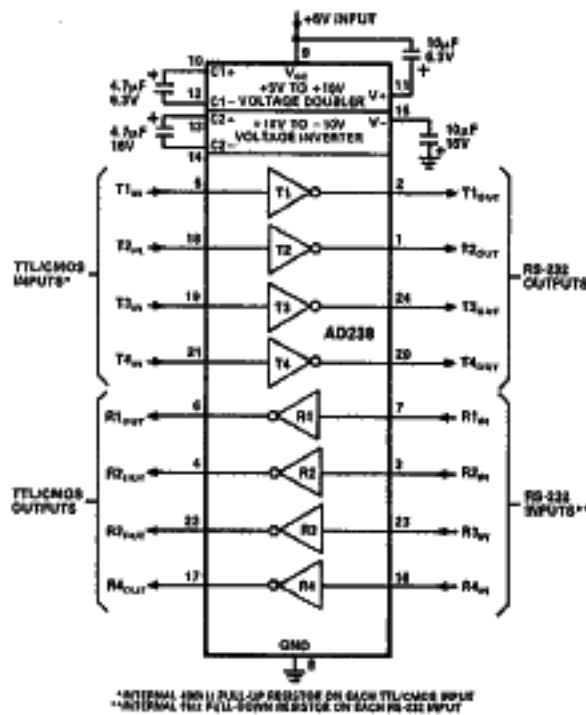 +5V INPUT
10 C1+
9
VCC
10µF
6.3V
4.7µF
6.3V
+5V TO +10V
VOLTAGE DOUBLER
V+ 11
12 C1−
C2+
+10V TO −10V
VOLTAGE INVERTER
V− 15
4.7µF
16V
13
C2−
10µF
16V
14
T1IN 5 T1 2 T1OUT
T2IN 18 T2 1 T2OUT
TTL/CMOS
INPUTS*
RS-232
OUTPUTS
T3IN 19 T3 24 T3OUT
AD238
T4IN 21 T4 20 T4OUT
R1OUT 6 R1 7 R1IN
R2OUT 4 R2 3 R2IN
TTL/CMOS
OUTPUTS
RS-232
INPUTS**
R3OUT 22 R3 23 R3IN
R4OUT 17 R4 16 R4IN
GND
8
*INTERNAL 400kΩ PULL-UP RESISTOR ON EACH TTL/CMOS INPUT
**INTERNAL 5kΩ PULL-DOWN RESISTOR ON EACH RS-232 INPUT